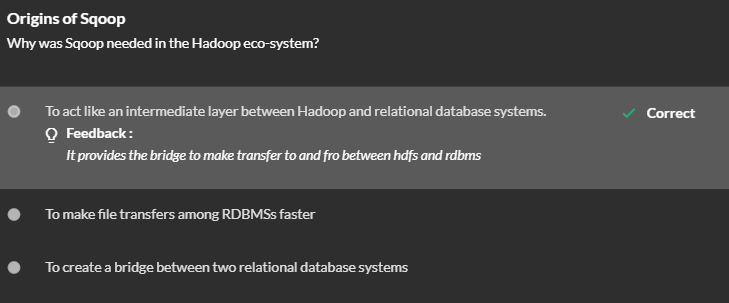 Origins of Sqoop
Why was Sqoop needed in the Hadoop eco-system?
To act like an intermediate layer between Hadoop and relational database systems.
Correct
Feedback :
It provides the bridge to make transfer to and fro between hdfs and rdbms
To make file transfers among RDBMSs faster
To create a bridge between two relational database systems